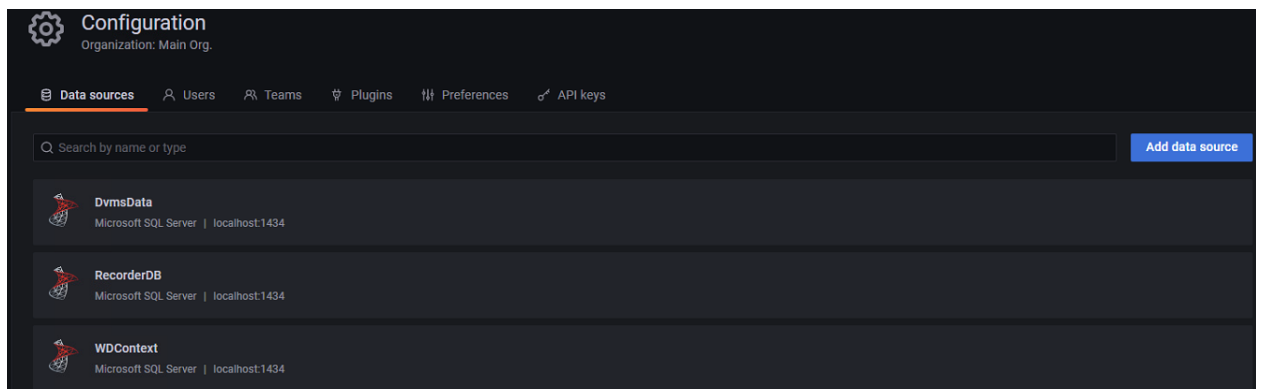 Configuration
Organization: Main Org.
Data sources Users Teams Plugins Preferences API keys
Search by name or type Add data source
DvmsData
Microsoft SQL Server | localhost:1434
RecorderDB
Microsoft SQL Server | localhost:1434
WDContext
Microsoft SQL Server | localhost:1434